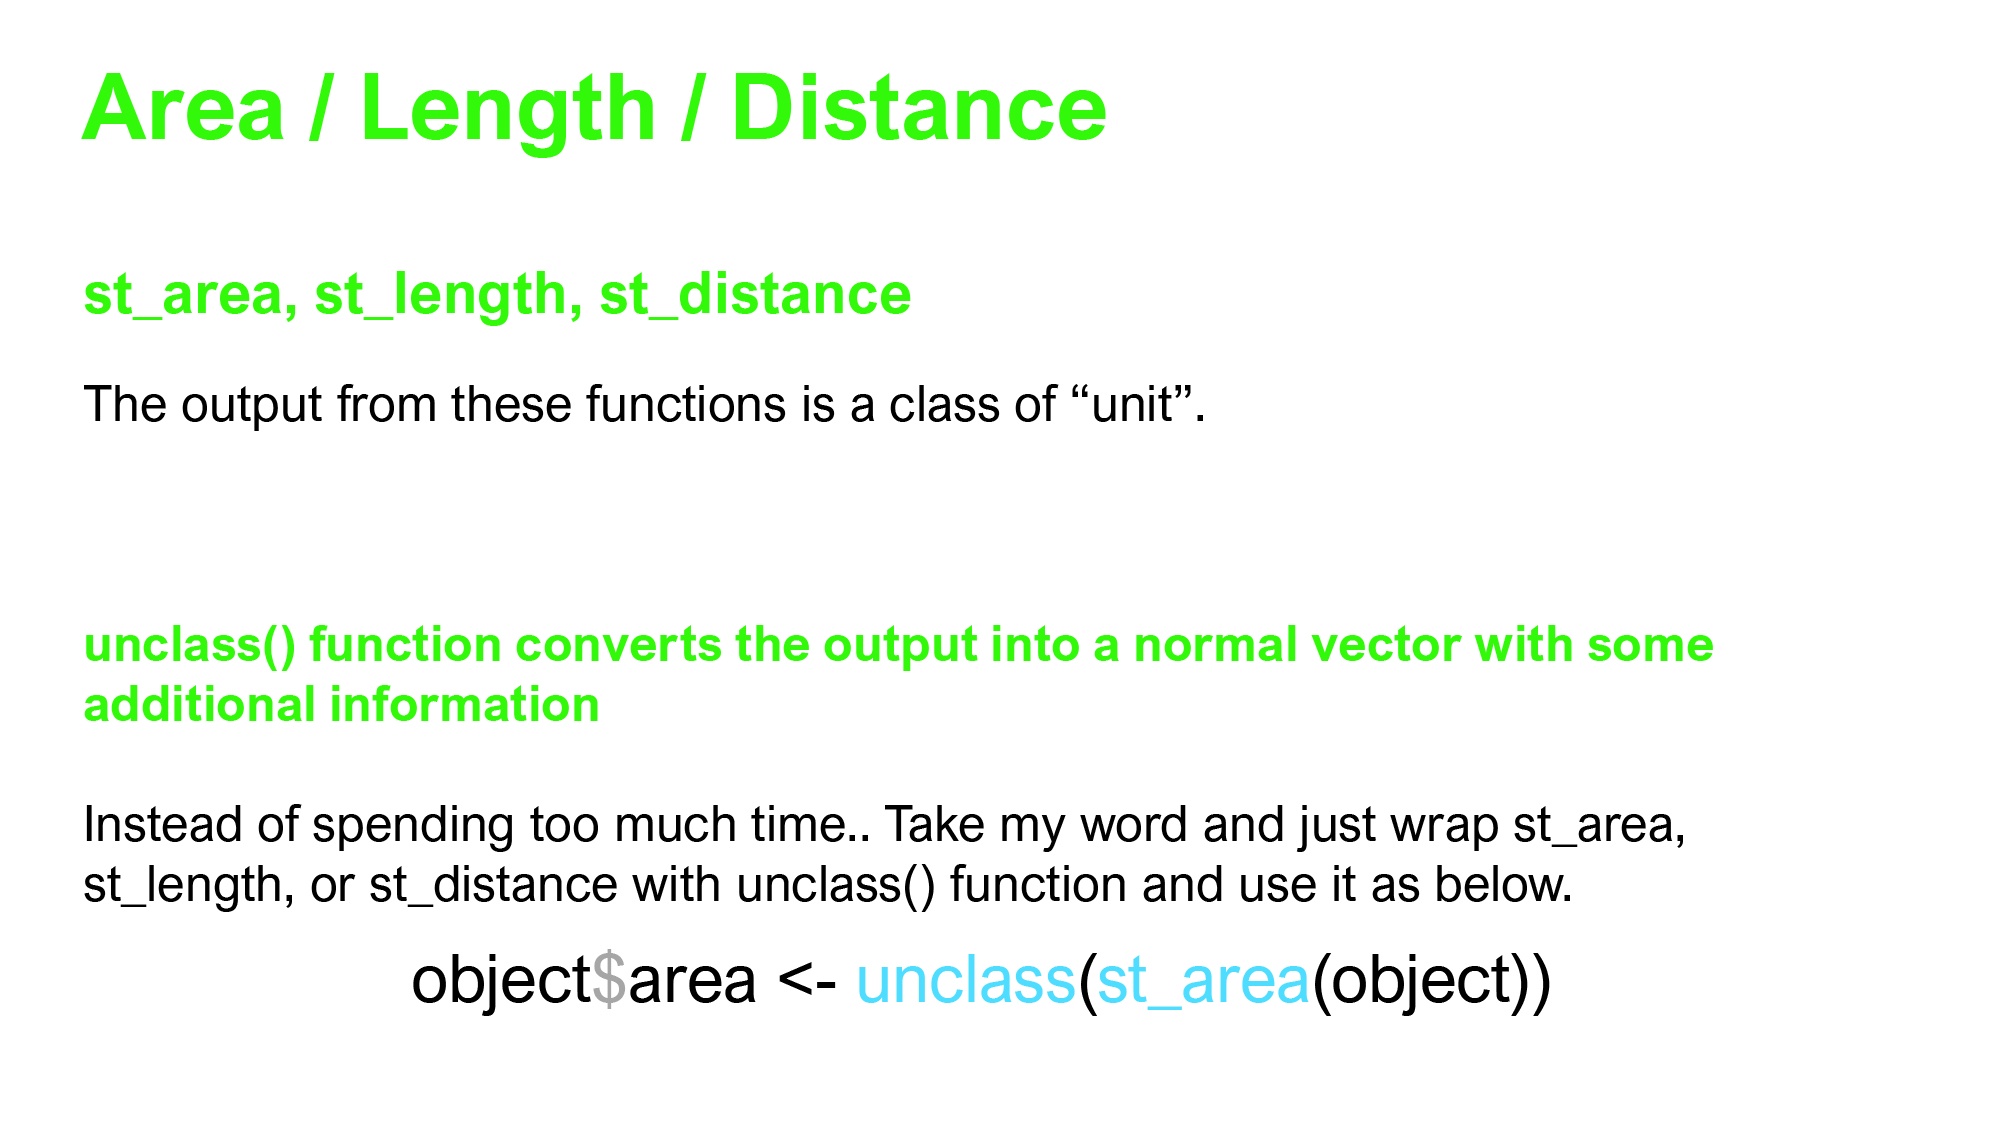 Area / Length / Distance
st_area, st_length, st_distance
The output from these functions is a class of “unit”.
unclass() function converts the output into a normal vector with some
additional information
Instead of spending too much time.. Take my word and just wrap st_area,
st_length, or st_distance with unclass() function and use it as below.
object$area <- unclass(st_area(object))